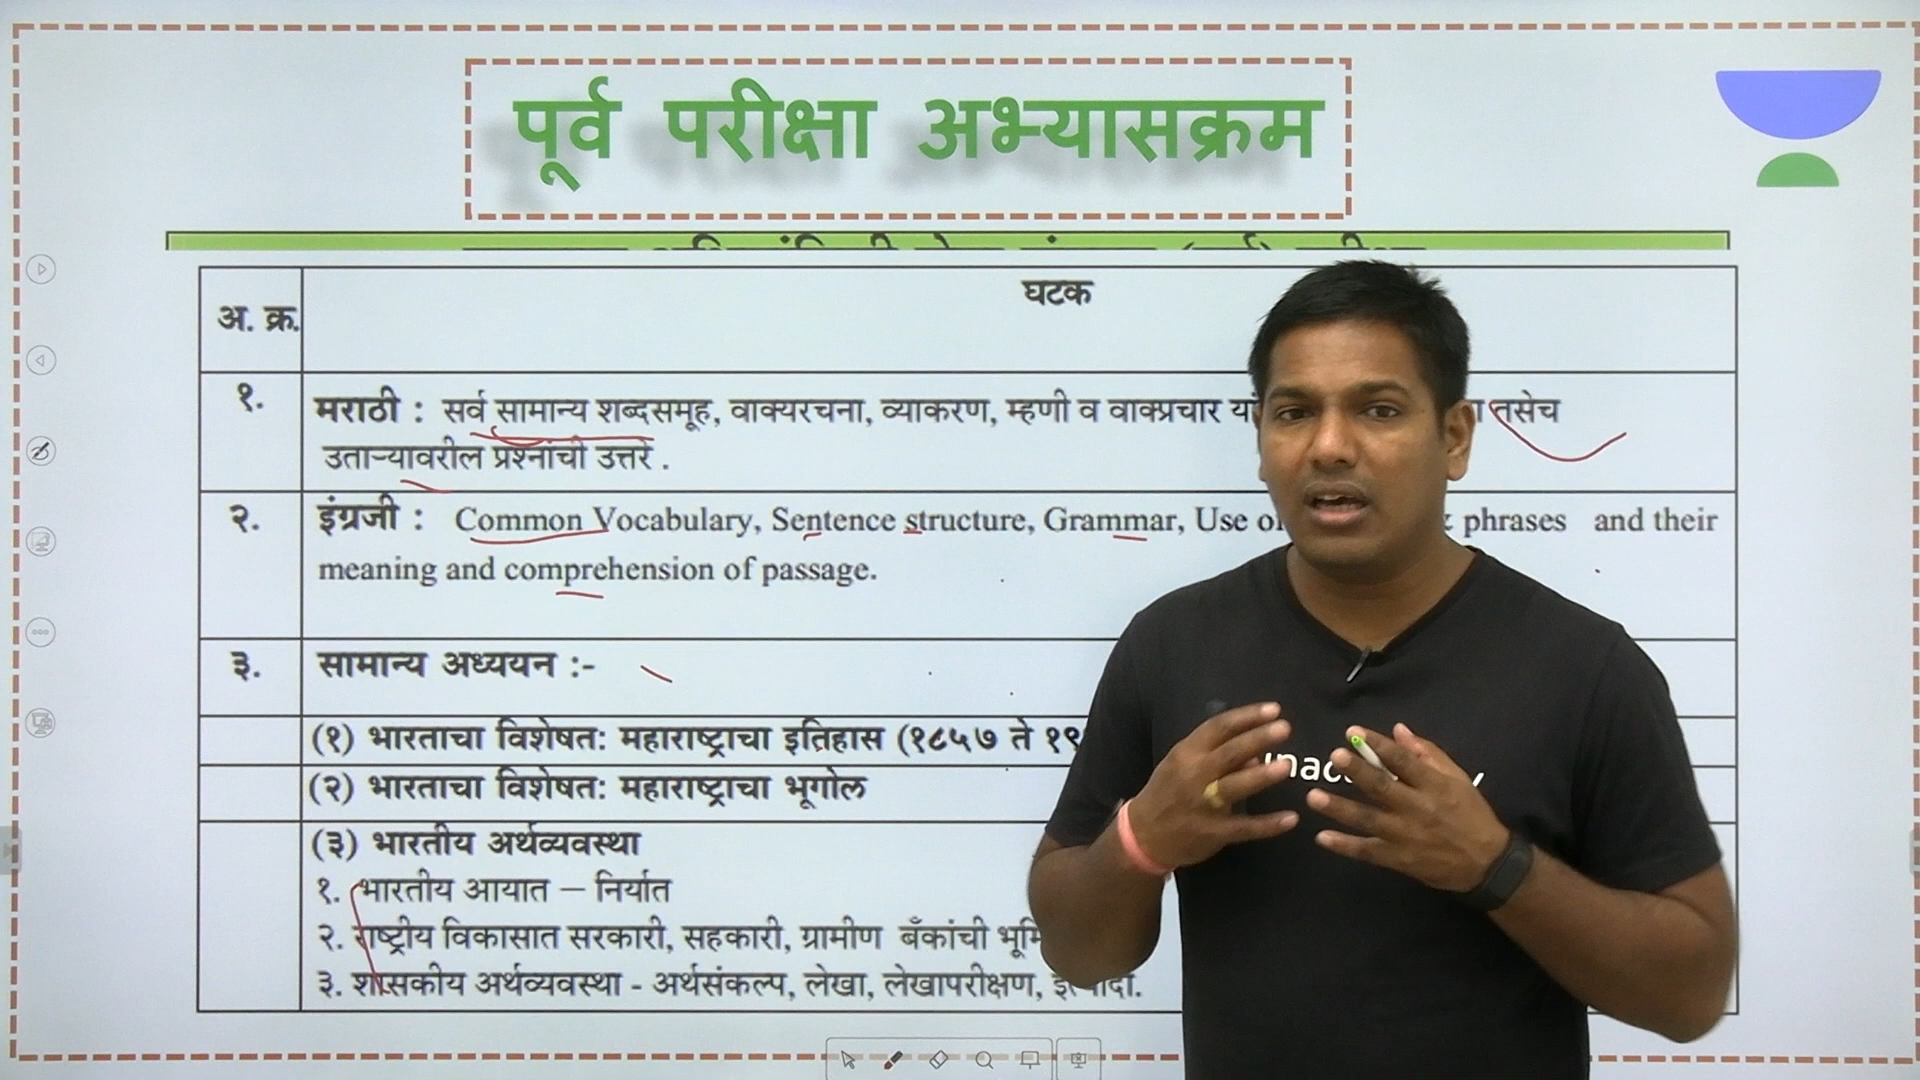 पूर्व परीक्षा अभ्यासक्रम
अ. क्र.
घटक
१.
मराठी : सर्व सामान्य शब्दसमूह, वाक्यरचना, व्याकरण, म्हणी व वाक्प्रचार तसेच
उताऱ्यावरील प्रश्नांची उत्तरे .
२.
इंग्रजी : Common Vocabulary, Sentence structure, Grammar, Use phrases and their
meaning and comprehension of passage.
३.
सामान्य अध्ययन :-
(१) भारताचा विशेषत: महाराष्ट्राचा इतिहास (१८५७ ते
(२) भारताचा विशेषत: महाराष्ट्राचा भूगोल
(३) भारतीय अर्थव्यवस्था
१. भारतीय आयात – निर्यात
२. राष्ट्रीय विकासात सरकारी, सहकारी, ग्रामीण बँकांची
३. शासकीय अर्थव्यवस्था - अर्थसंकल्प, लेखा, लेखापरीक्षण,